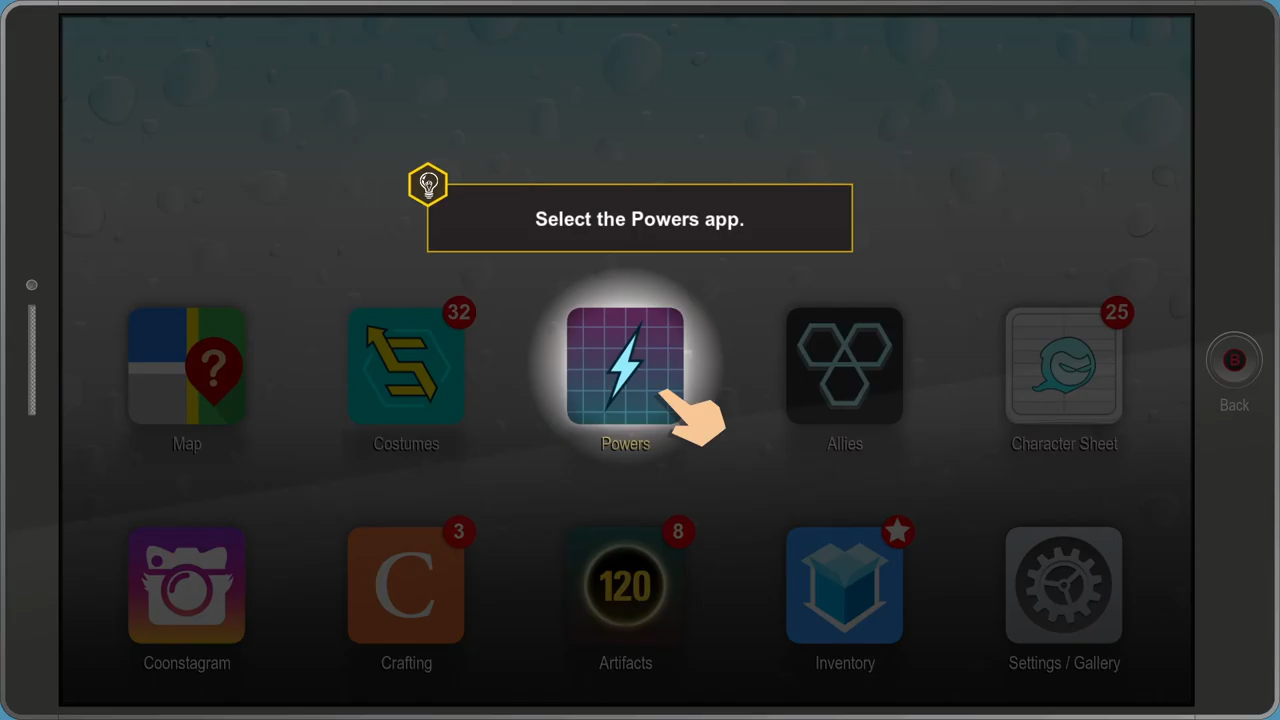 Select the Powers app.
32
25
?
B
Back
Map
Costumes
Powers
Allies
Character Sheet
3
8
C
120
Coonstagram
Crafting
Artifacts
Inventory
Settings / Gallery